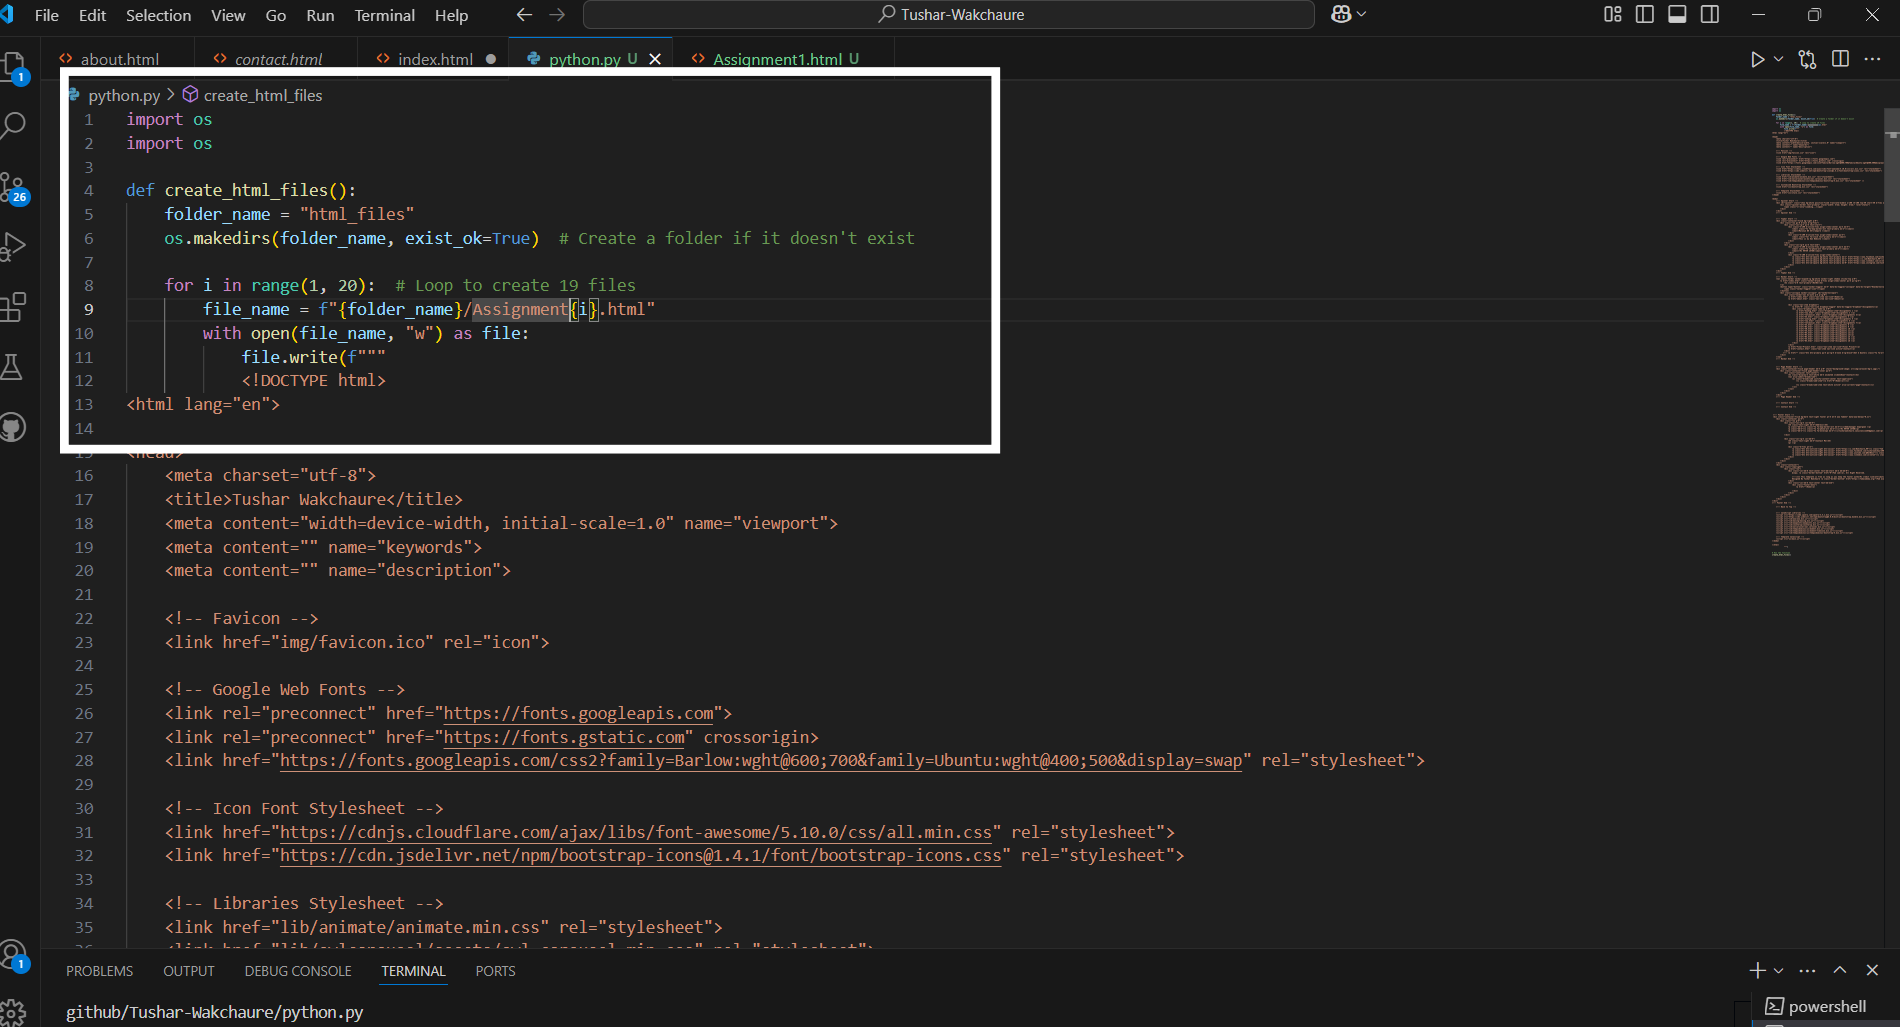 File Edit Selection View Go Run Terminal Help Tushar-Wakchaure
about.html contact.html index.html python.py U Assignment1.html U
1
26
1
python.py > create_html_files
1 import os
2 import os
3
4 def create_html_files():
5 folder_name = "html_files"
6 os.makedirs(folder_name, exist_ok=True) # Create a folder if it doesn't exist
7
8 for i in range(1, 20): # Loop to create 19 files
9 file_name = f"{folder_name}/Assignment{i}.html"
10 with open(file_name, "w") as file:
11 file.write(f"""
12 <!DOCTYPE html>
13 <html lang="en">
14
15 <head>
16 <meta charset="utf-8">
17 <title>Tushar Wakchaure</title>
18 <meta content="width=device-width, initial-scale=1.0" name="viewport">
19 <meta content="" name="keywords">
20 <meta content="" name="description">
21
22 <!-- Favicon -->
23 <link href="img/favicon.ico" rel="icon">
24
25 <!-- Google Web Fonts -->
26 <link rel="preconnect" href="https://fonts.googleapis.com">
27 <link rel="preconnect" href="https://fonts.gstatic.com" crossorigin>
28 <link href="https://fonts.googleapis.com/css2?family=Barlow:wght@600;700&family=Ubuntu:wght@400;500&display=swap" rel="stylesheet">
29
30 <!-- Icon Font Stylesheet -->
31 <link href="https://cdnjs.cloudflare.com/ajax/libs/font-awesome/5.10.0/css/all.min.css" rel="stylesheet">
32 <link href="https://cdn.jsdelivr.net/npm/bootstrap-icons@1.4.1/font/bootstrap-icons.css" rel="stylesheet">
33
34 <!-- Libraries Stylesheet -->
35 <link href="lib/animate/animate.min.css" rel="stylesheet">
PROBLEMS OUTPUT DEBUG CONSOLE TERMINAL PORTS
github/Tushar-Wakchaure/python.py
powershell